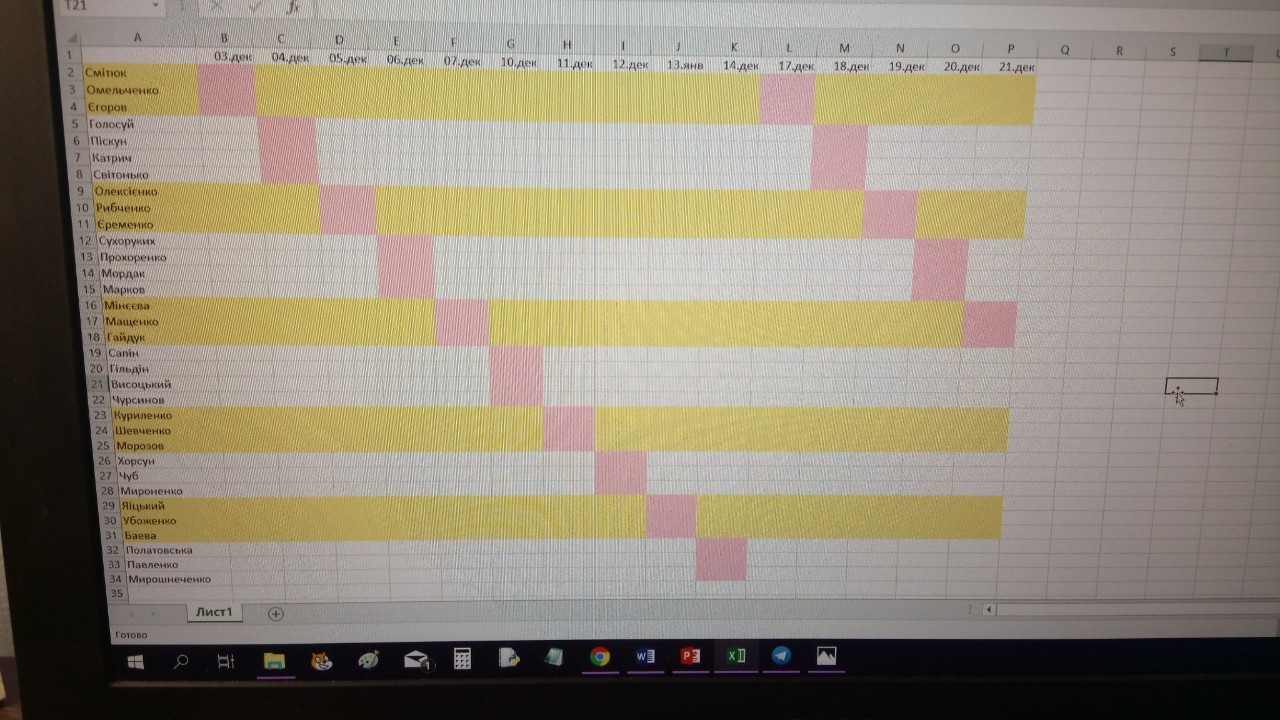 T21 fx
A B C D E F G H I J K L M N O P Q R S T
1 03.дек 04.дек 05.дек 06.дек 07.дек 10.дек 11.дек 12.дек 13.янв 14.дек 17.дек 18.дек 19.дек 20.дек 21.дек
2 Смітюк
3 Омельченко
4 Єгоров
5 Голосуй
6 Піскун
7 Катрич
8 Світонько
9 Олексієнко
10 Рибченко
11 Єременко
12 Сухоруких
13 Прохоренко
14 Мордак
15 Марков
16 Мінєєва
17 Мащенко
18 Гайдук
19 Сапін
20 Гільдін
21 Висоцький
22 Чурсинов
23 Куриленко
24 Шевченко
25 Морозов
26 Хорсун
27 Чуб
28 Мироненко
29 Яіцький
30 Убоженко
31 Баева
32 Полатовська
33 Павленко
34 Мирошнеченко
35
Лист1
Готово